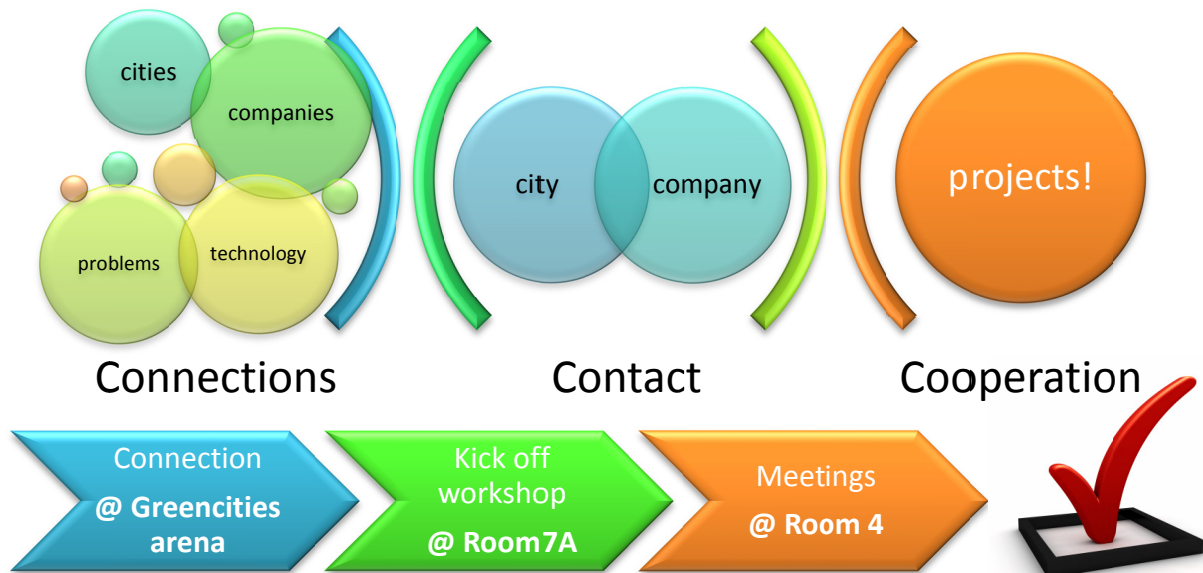 cities
companies
problems
technology
city
company
projects!
Connections
Contact
Cooperation
Connection
@ Greencities
arena
Kick off
workshop
@ Room7A
Meetings
@ Room 4